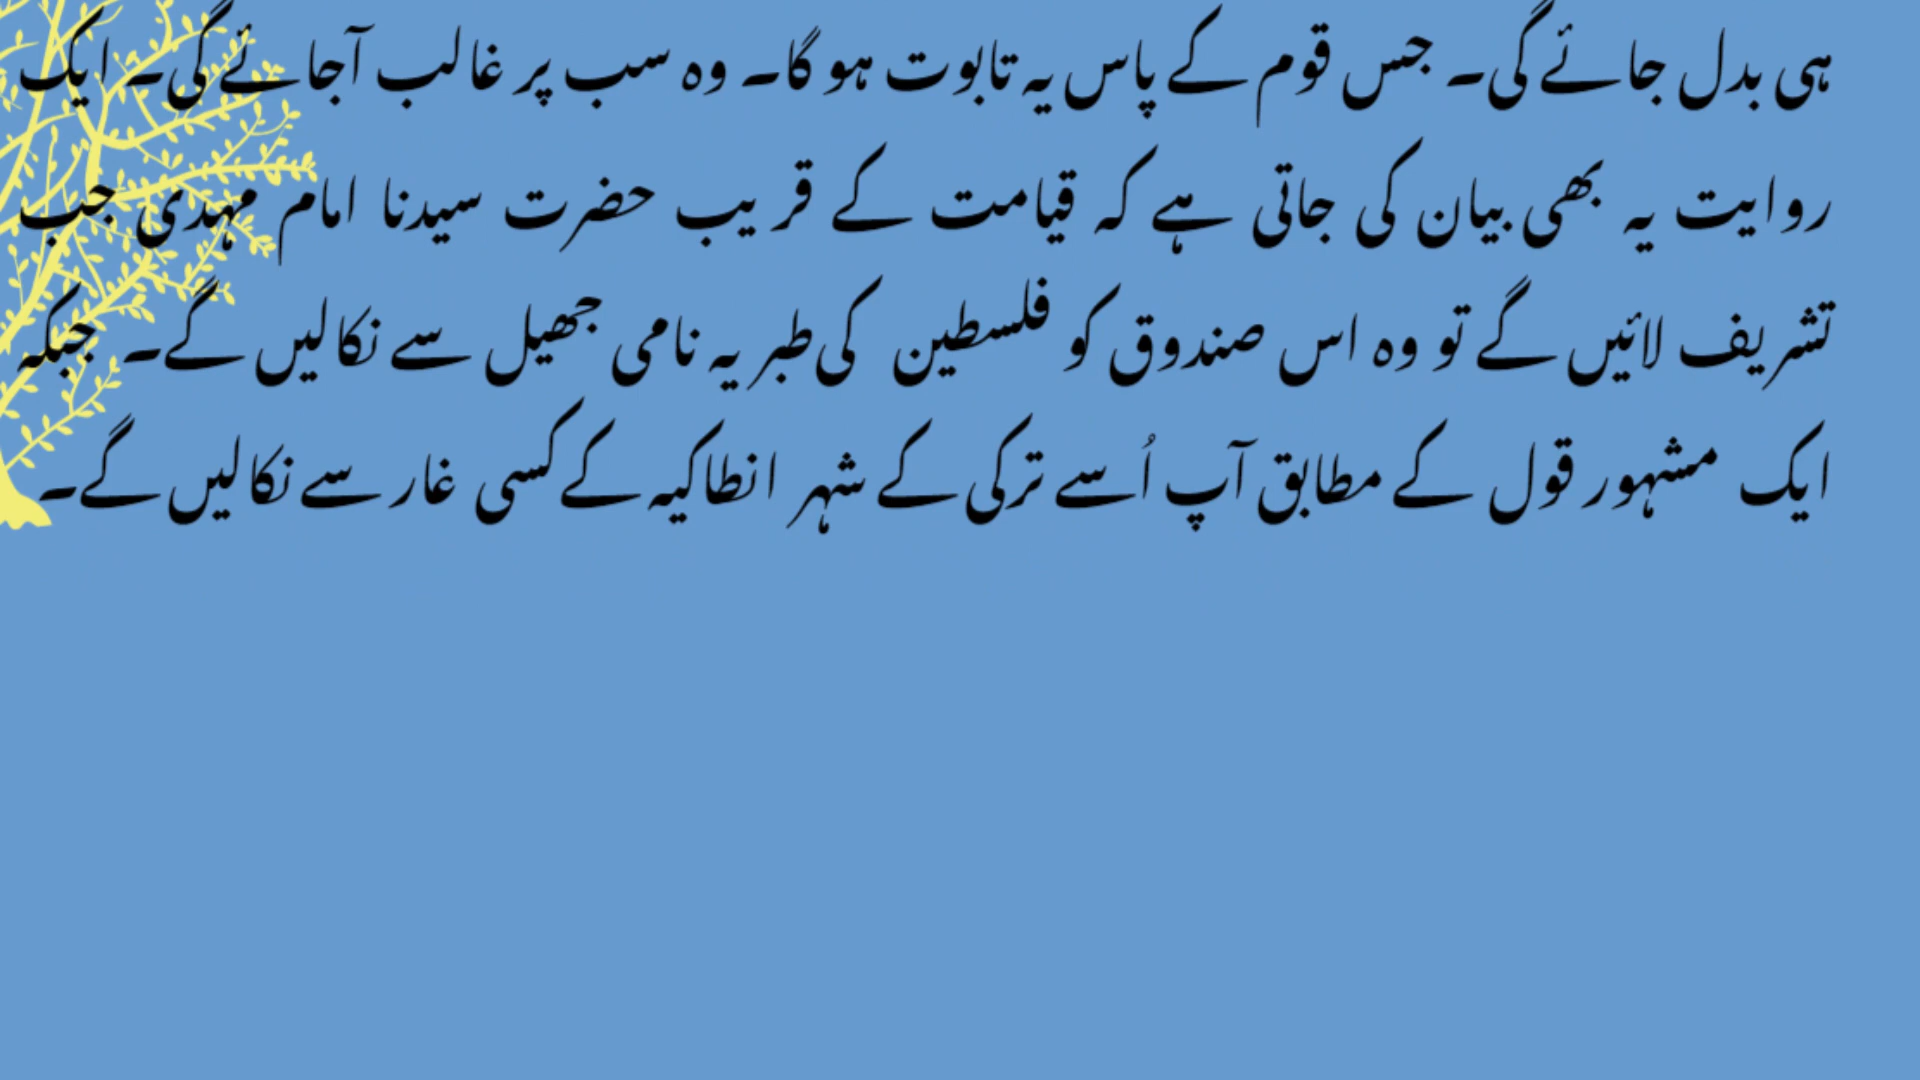 ہی بدل جائے گی۔ جس قوم کے پاس یہ تابوت ہو گا۔ وہ سب پر غالب آجائے گی۔ ایک
روایت یہ بھی بیان کی جاتی ہے کہ قیامت کے قریب حضرت سیدنا امام مہدی جب
تشریف لائیں گے تو وہ اس صندوق کو فلسطین کی طبریہ نامی جھیل سے نکالیں گے۔ جبکہ
ایک مشہور قول کے مطابق آپ اُسے ترکی کے شہر انطاکیہ کے کسی غار سے نکالیں گے۔